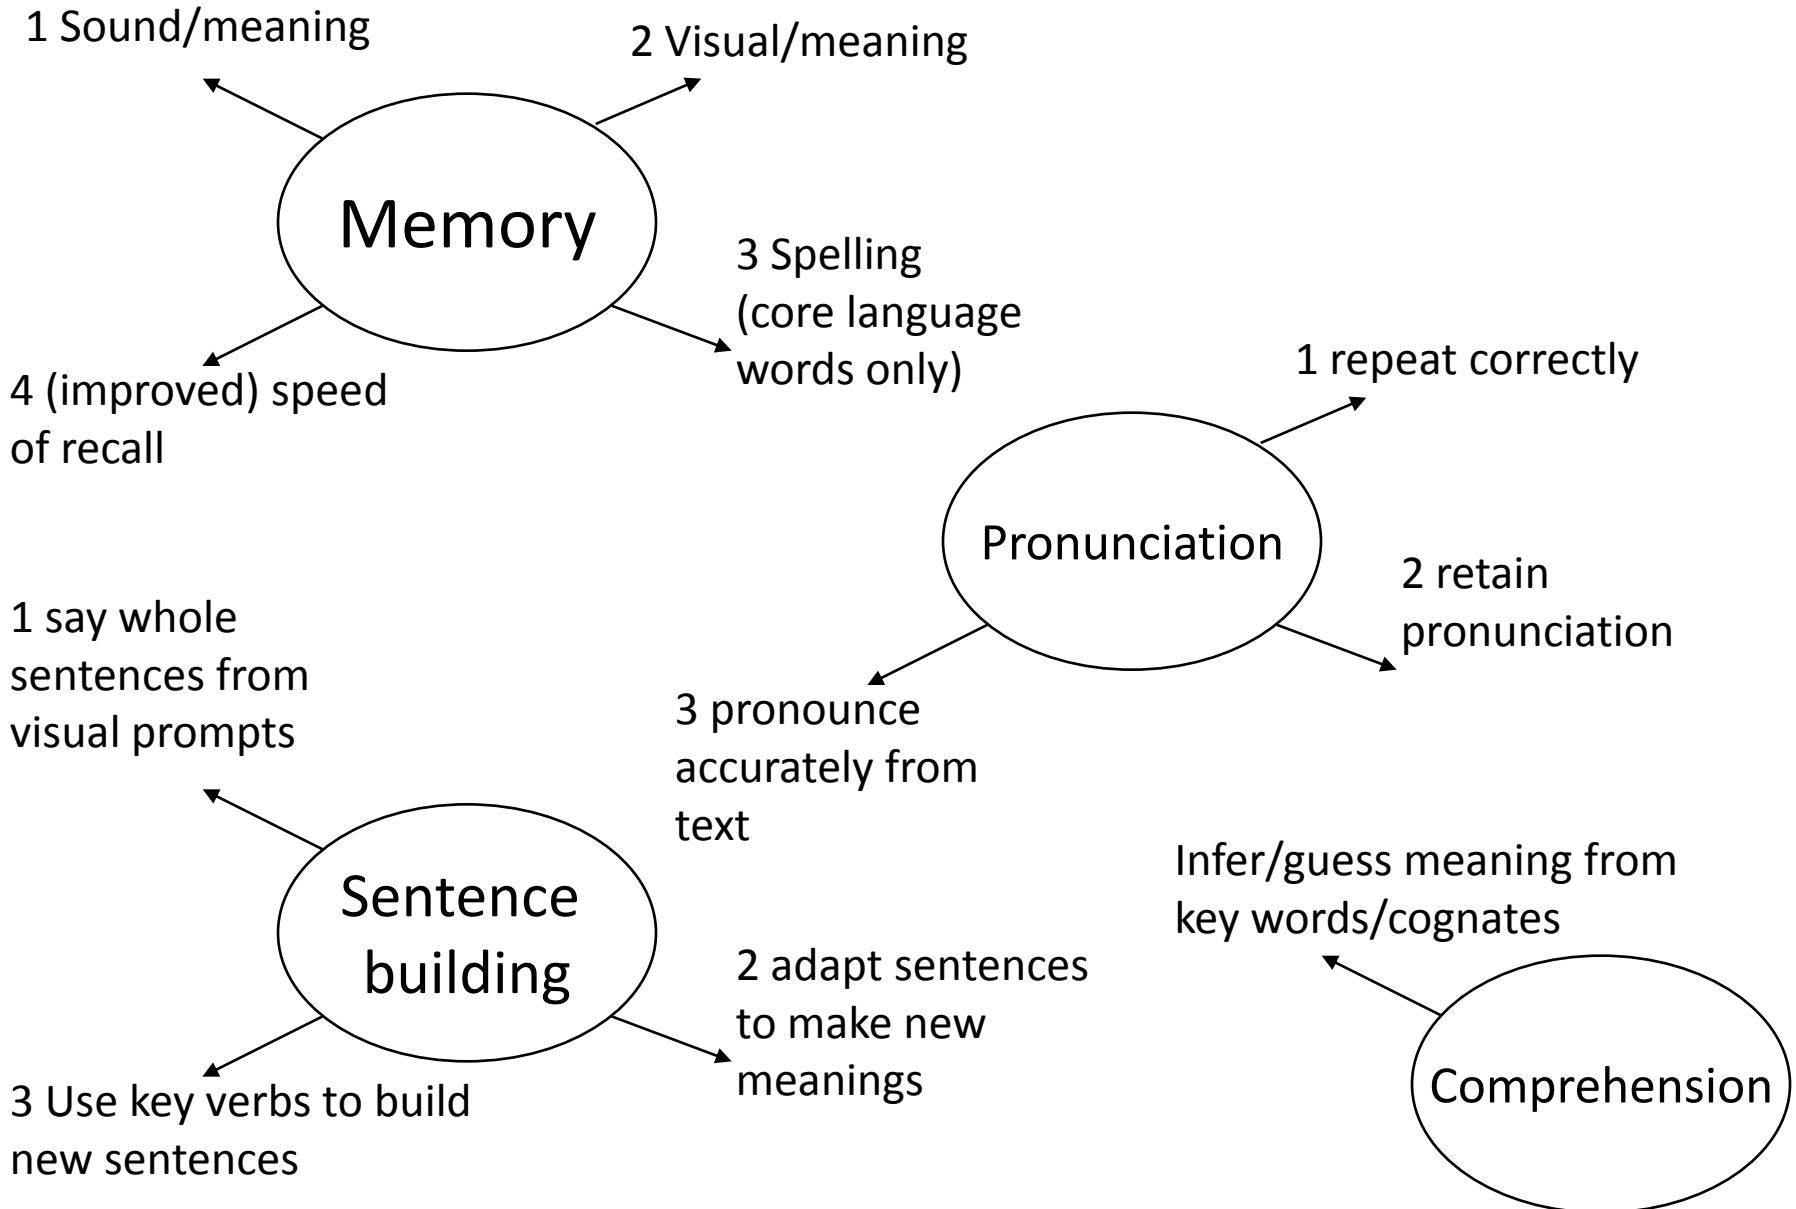 1 Sound/meaning
2 Visual/meaning
Memory
3 Spelling
(core language
words only)
4 (improved) speed
of recall
1 repeat correctly
Pronunciation
2 retain
pronunciation
3 pronounce
accurately from
text
1 say whole
sentences from
visual prompts
Sentence
building
2 adapt sentences
to make new
meanings
3 Use key verbs to build
new sentences
Infer/guess meaning from
key words/cognates
Comprehension